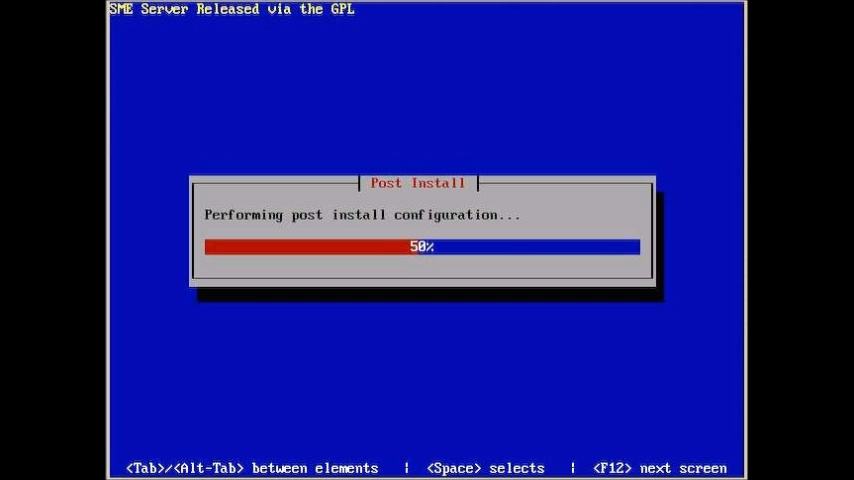 SME Server Released via the GPL
Post Install
Performing post install configuration...
50%
<Tab>/<Alt-Tab> between elements | <Space> selects | <F12> next screen